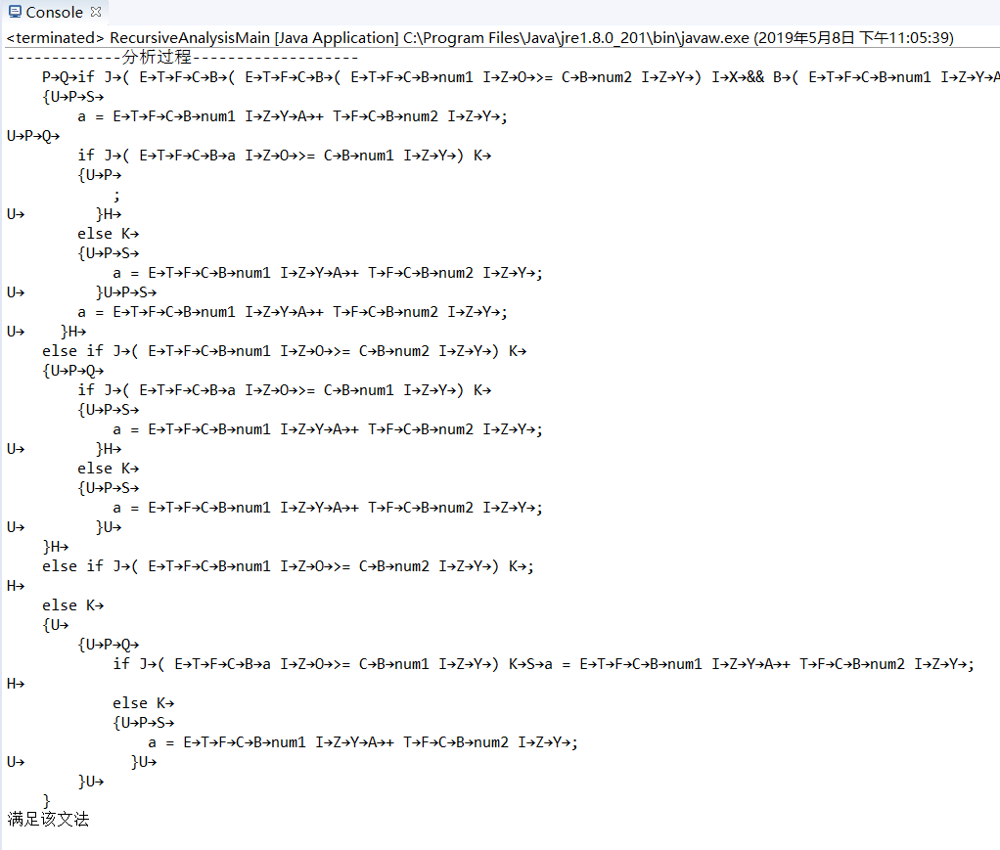 Console
<terminated> RecursiveAnalysisMain [Java Application] C:\Program Files\Java\jre1.8.0_201\bin\javaw.exe (2019年5月8日 下午11:05:39)
-------------分析过程-------------------
    P→Q→if J→( E→T→F→C→B→( E→T→F→C→B→( E→T→F→C→B→num1 I→Z→O→>= C→B→num2 I→Z→Y→) I→X→&& B→( E→T→F→C→B→num1 I→Z→Y→A
    {U→P→S→
        a = E→T→F→C→B→num1 I→Z→Y→A→+ T→F→C→B→num2 I→Z→Y→;
U→P→Q→
        if J→( E→T→F→C→B→a I→Z→O→>= C→B→num1 I→Z→Y→) K→
        {U→P→
            ;
U→        }H→
        else K→
        {U→P→S→
            a = E→T→F→C→B→num1 I→Z→Y→A→+ T→F→C→B→num2 I→Z→Y→;
U→        }U→P→S→
        a = E→T→F→C→B→num1 I→Z→Y→A→+ T→F→C→B→num2 I→Z→Y→;
U→    }H→
    else if J→( E→T→F→C→B→num1 I→Z→O→>= C→B→num2 I→Z→Y→) K→
    {U→P→Q→
        if J→( E→T→F→C→B→a I→Z→O→>= C→B→num1 I→Z→Y→) K→
        {U→P→S→
            a = E→T→F→C→B→num1 I→Z→Y→A→+ T→F→C→B→num2 I→Z→Y→;
U→        }H→
        else K→
        {U→P→S→
            a = E→T→F→C→B→num1 I→Z→Y→A→+ T→F→C→B→num2 I→Z→Y→;
U→        }U→
    }H→
    else if J→( E→T→F→C→B→num1 I→Z→O→>= C→B→num2 I→Z→Y→) K→;
H→
    else K→
    {U→
        {U→P→Q→
            if J→( E→T→F→C→B→a I→Z→O→>= C→B→num1 I→Z→Y→) K→S→a = E→T→F→C→B→num1 I→Z→Y→A→+ T→F→C→B→num2 I→Z→Y→;
H→
            else K→
            {U→P→S→
                a = E→T→F→C→B→num1 I→Z→Y→A→+ T→F→C→B→num2 I→Z→Y→;
U→            }U→
        }U→
    }
满足该文法